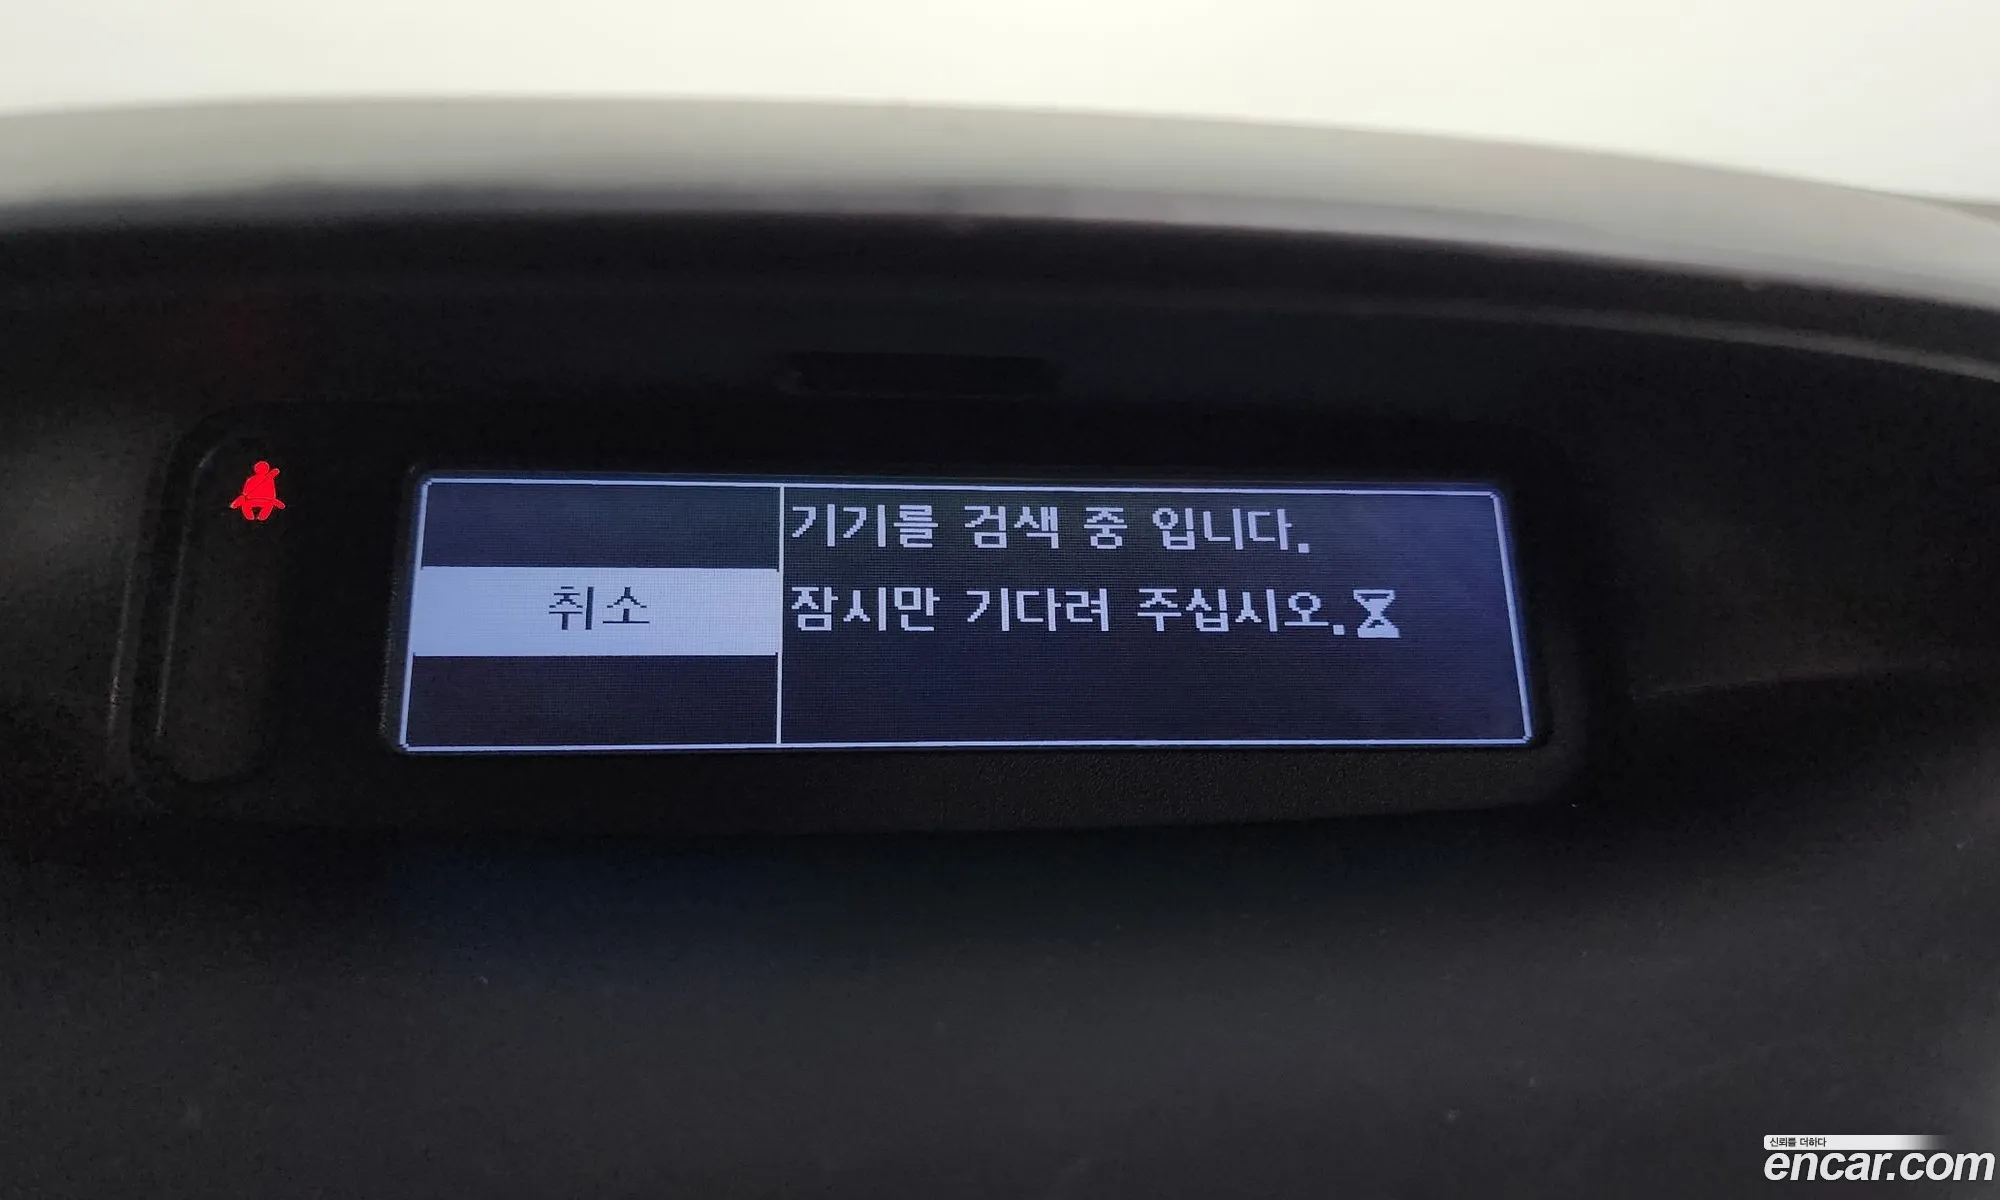 기기를 검색 중 입니다.
취소
잠시만 기다려 주십시오.
신뢰를 더하다
encar.com